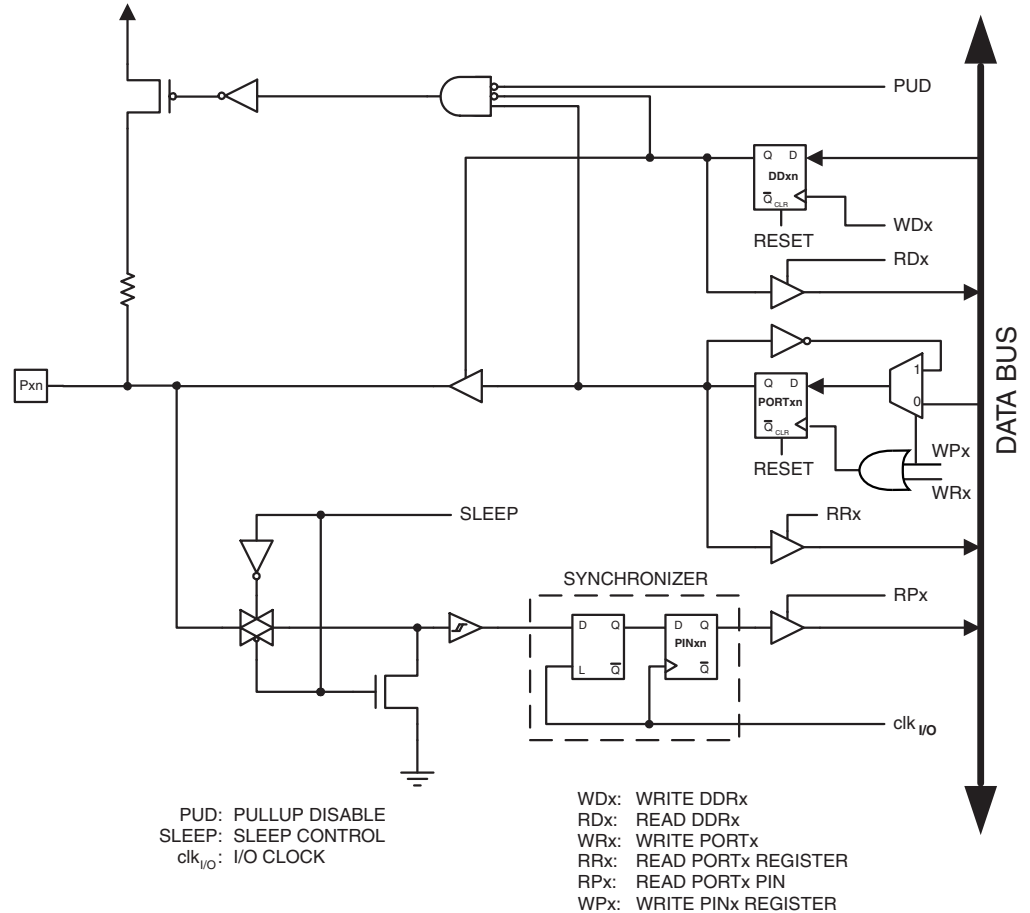 PUD
Q D
DDxn
Q CLR
WDx
RESET
RDx
Pxn
1
Q D
PORTxn
0
Q CLR
DATA BUS
WPx
RESET
WRx
SLEEP
RRx
SYNCHRONIZER
RPx
D Q
D Q
PINxn
L Q
Q
clk I/O
PUD: PULLUP DISABLE
SLEEP: SLEEP CONTROL
clkI/O: I/O CLOCK
WDx: WRITE DDRx
RDx: READ DDRx
WRx: WRITE PORTx
RRx: READ PORTx REGISTER
RPx: READ PORTx PIN
WPx: WRITE PINx REGISTER